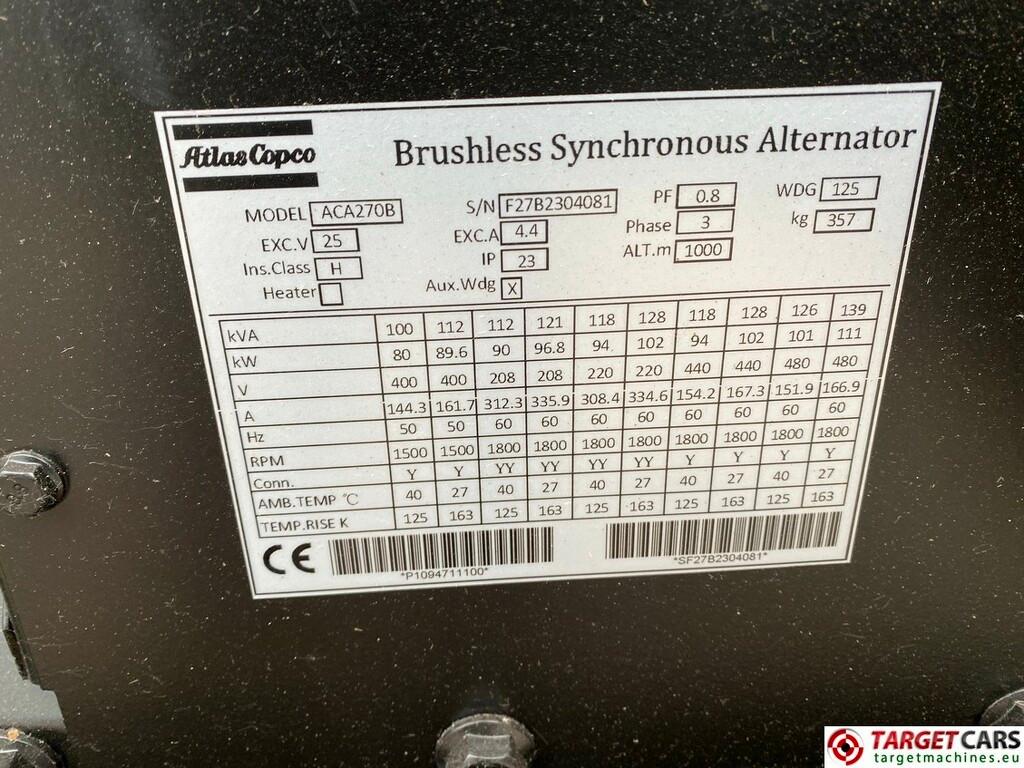 Atlas Copco
Brushless Synchronous Alternator
MODEL ACA270B S/N F27B2304081 PF 0.8 WDG 125
EXC.V 25 EXC.A 4.4 Phase 3 kg 357
Ins.Class H IP 23 ALT.m 1000
Heater Aux.Wdg X
kVA 100 112 112 121 118 128 118 128 126 139
kW 80 89.6 90 96.8 94 102 94 102 101 111
V 400 400 208 208 220 220 440 440 480 480
A 144.3 161.7 312.3 335.9 308.4 334.6 154.2 167.3 151.9 166.9
Hz 50 50 60 60 60 60 60 60 60 60
RPM 1500 1500 1800 1800 1800 1800 1800 1800 1800 1800
Conn. Y Y YY YY YY YY Y Y Y Y
AMB.TEMP °C 40 27 40 27 40 27 40 27 40 27
TEMP.RISE K 125 163 125 163 125 163 125 163 125 163
CE
*P1094711100* *SF27B2304081*
TARGET CARS
targetmachines.eu